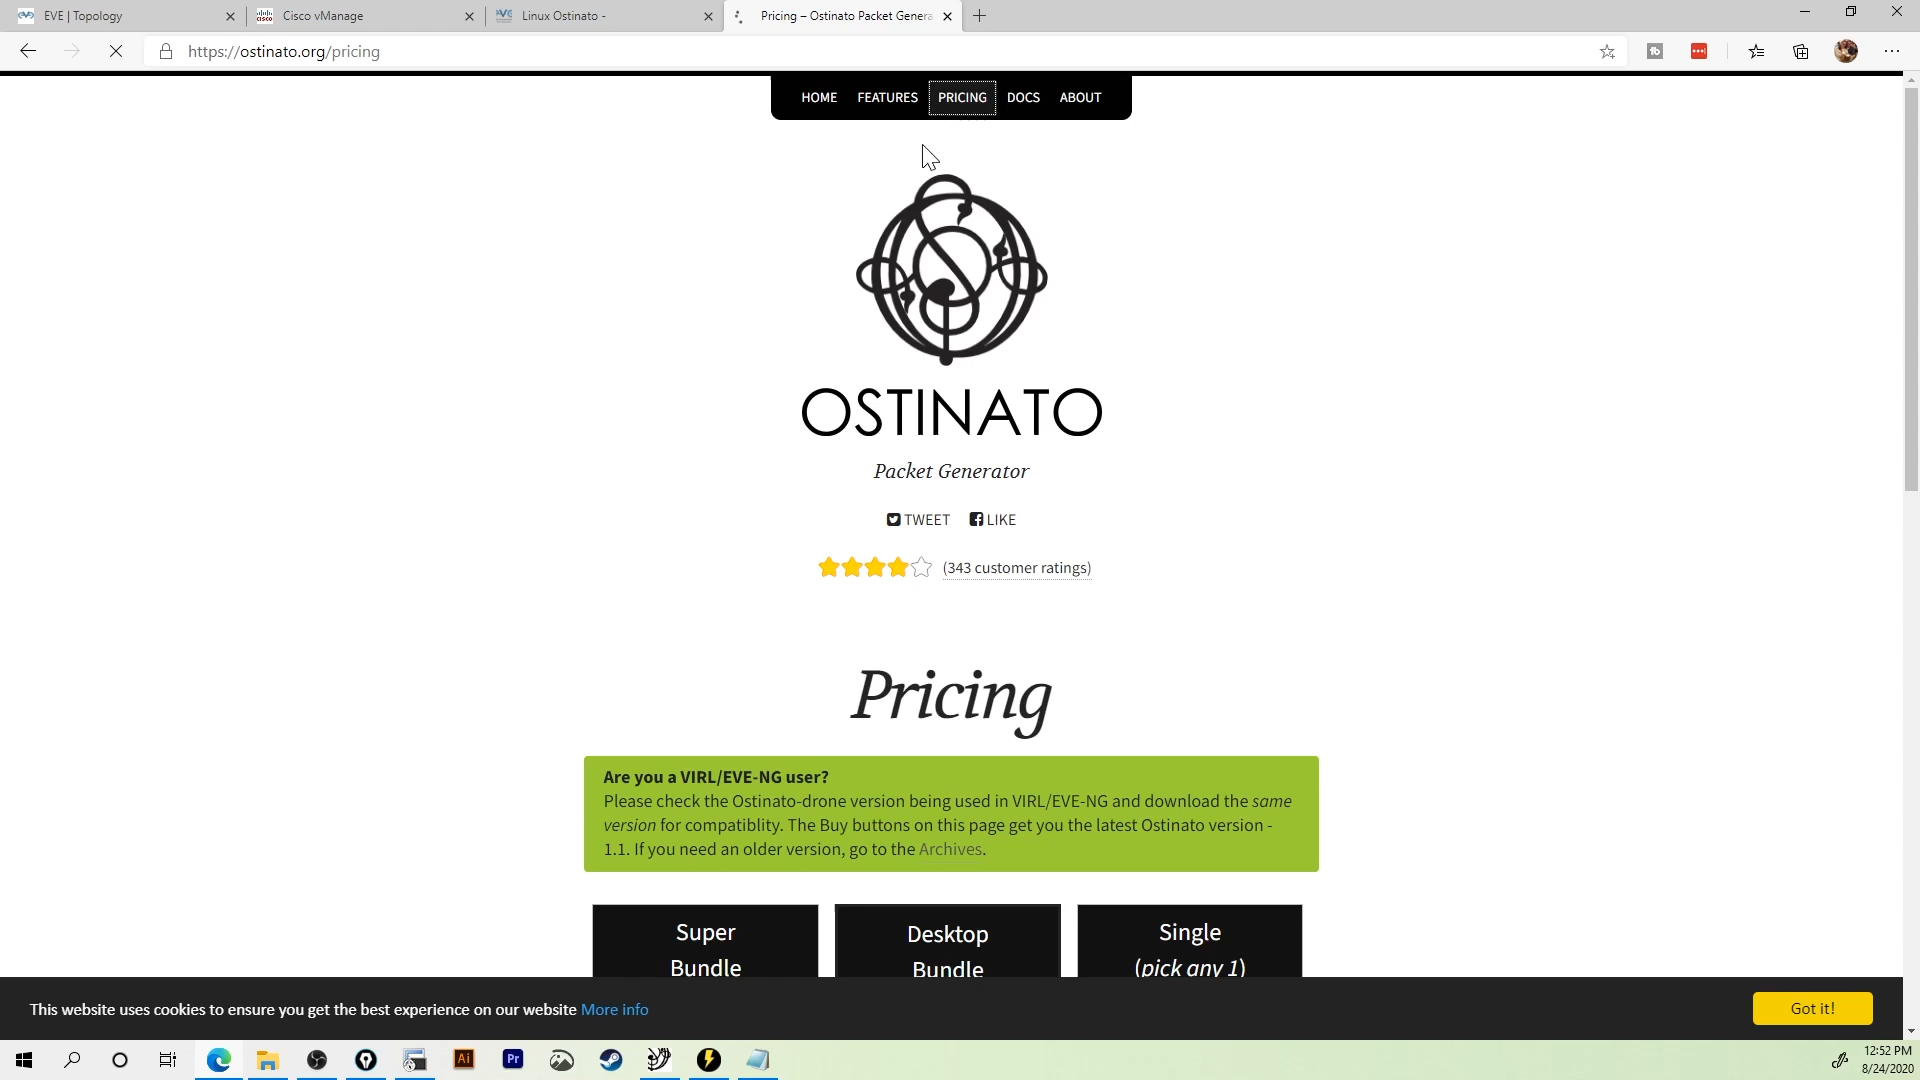 EVE | Topology
Cisco vManage
Linux Ostinato -
Pricing – Ostinato Packet Genera
https://ostinato.org/pricing
HOME FEATURES PRICING DOCS ABOUT
OSTINATO
Packet Generator
TWEET LIKE
(343 customer ratings)
Pricing
Are you a VIRL/EVE-NG user?
Please check the Ostinato-drone version being used in VIRL/EVE-NG and download the same
version for compatiblity. The Buy buttons on this page get you the latest Ostinato version -
1.1. If you need an older version, go to the Archives.
Super
Bundle
Desktop
Bundle
Single
(pick any 1)
This website uses cookies to ensure you get the best experience on our website More info
Got it!
Ai
Pr
12:52 PM
8/24/2020